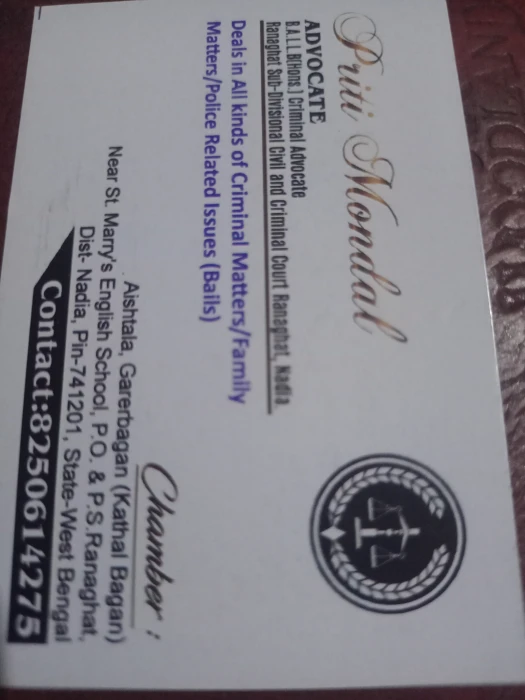 Priti Mondal
ADVOCATE
B.A.L.L.B(Hons.) Criminal Advocate
Ranaghat Sub-Divisional Civil and Criminal Court Ranaghat, Nadia
Deals in All kinds of Criminal Matters/Family
Matters/Police Related Issues (Bails)
Chamber :
Aishtala, Garerbagan (Kathal Bagan)
Near St. Marry's English School, P.O. & P.S.Ranaghat,
Dist- Nadia, Pin-741201, State-West Bengal
Contact:8250614275